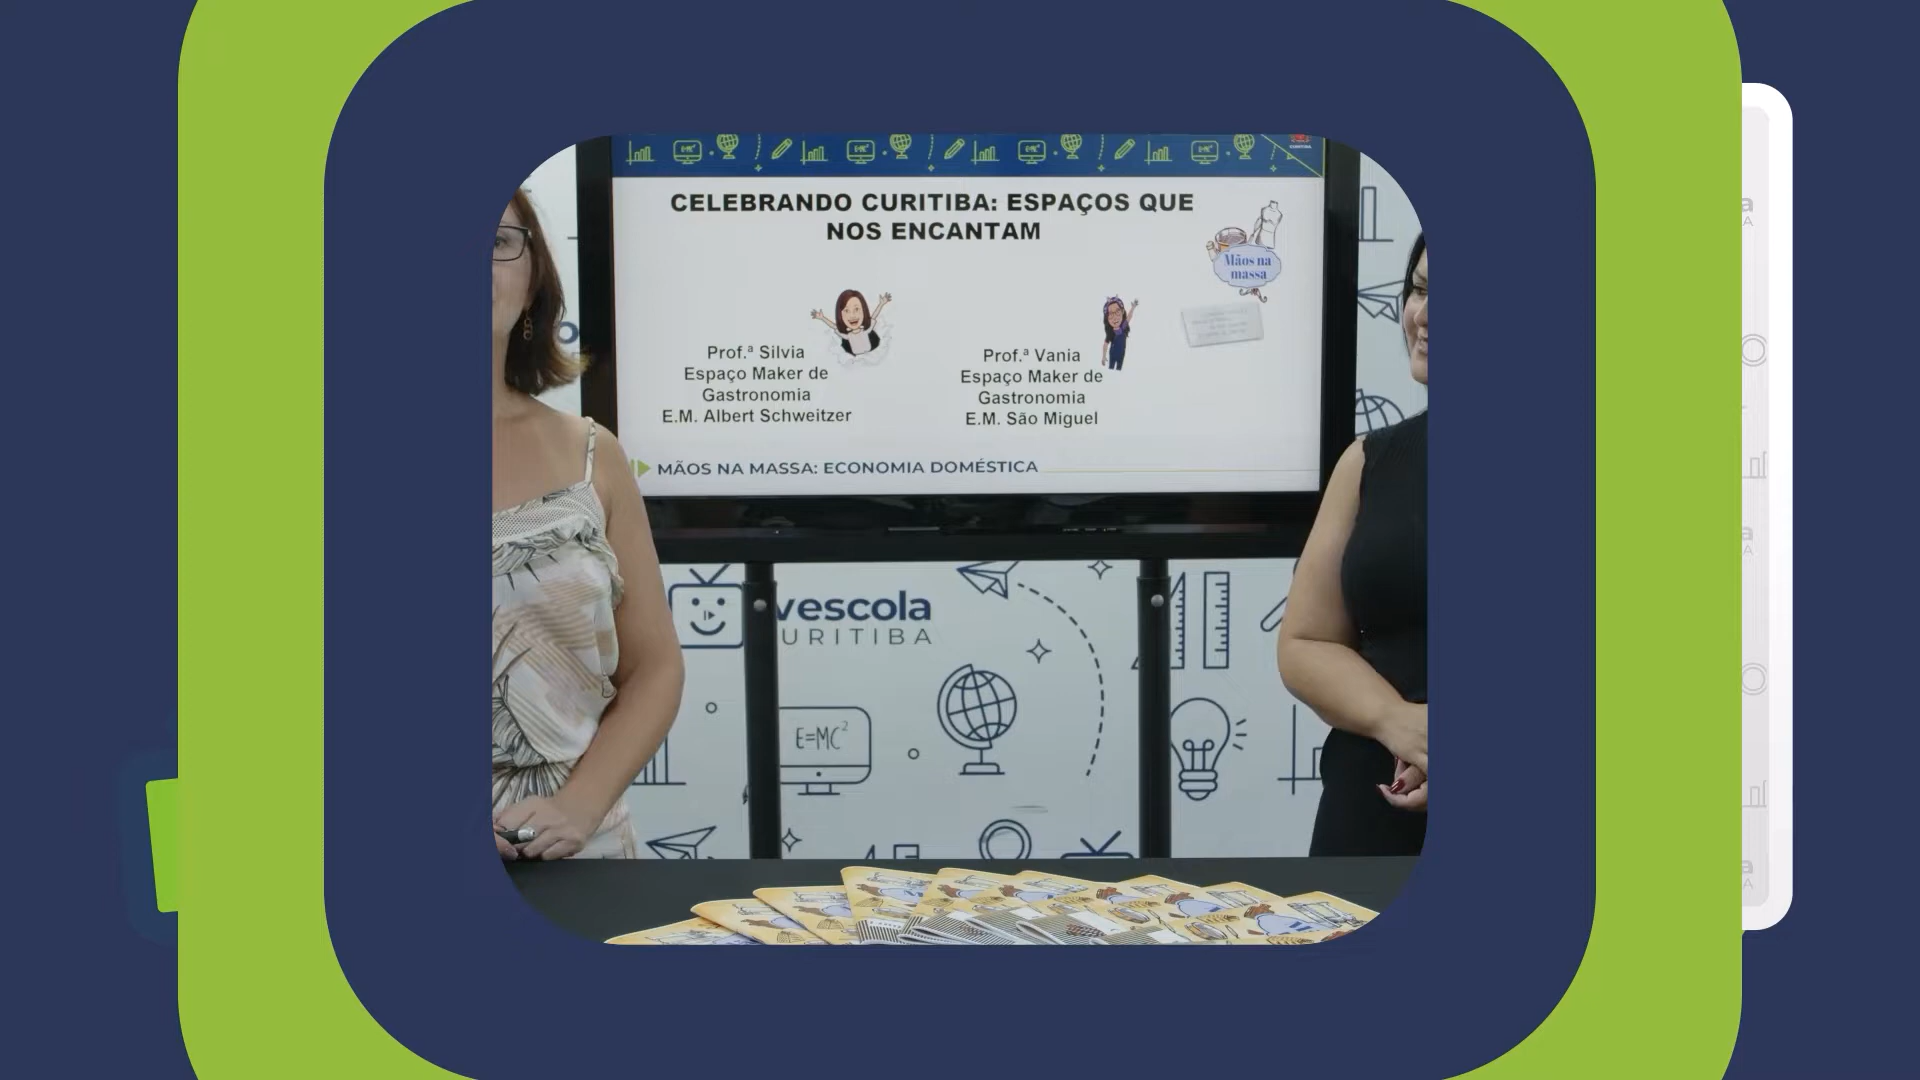 CELEBRANDO CURITIBA: ESPAÇOS QUE
NOS ENCANTAM
Mãos na
massa
Prof.ª Silvia
Espaço Maker de
Gastronomia
E.M. Albert Schweitzer
Prof.ª Vania
Espaço Maker de
Gastronomia
E.M. São Miguel
MÃOS NA MASSA: ECONOMIA DOMÉSTICA
vescola
URITIBA
E=MC²